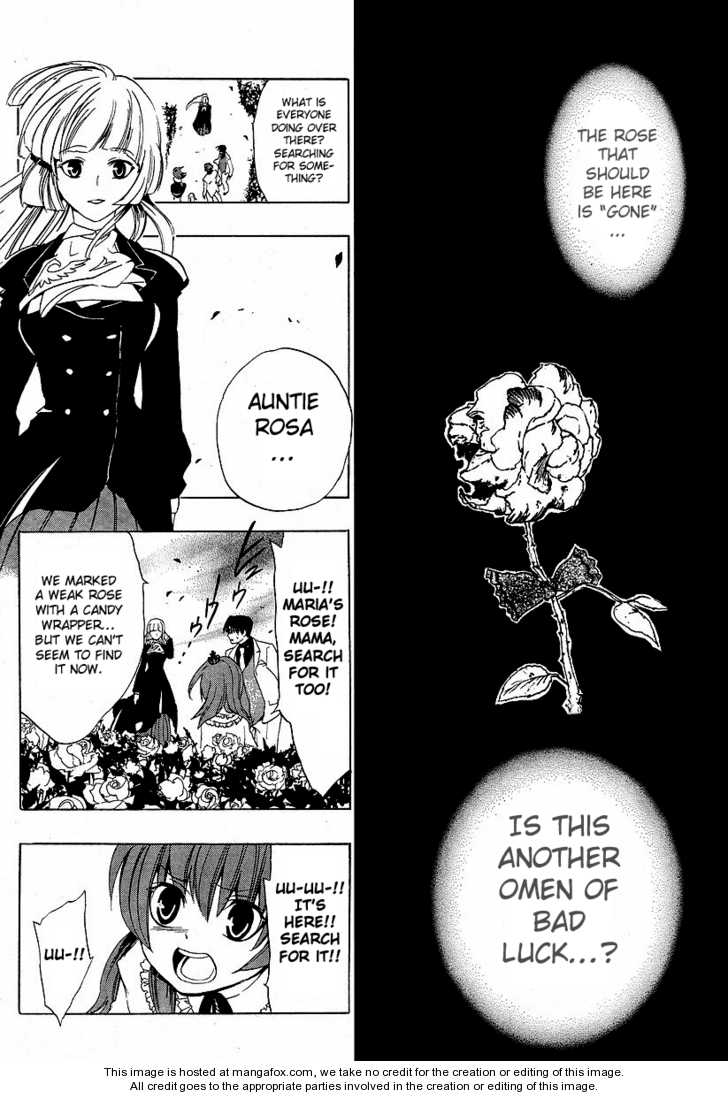 THE ROSE
THAT
SHOULD
BE HERE
IS "GONE"
...
IS THIS
ANOTHER
OMEN OF
BAD
LUCK...?
WHAT IS
EVERYONE
DOING OVER
THERE?
SEARCHING
FOR SOME-
THING?
AUNTIE
ROSA
...
UU-!!
MARIA'S
ROSE!
MAMA,
SEARCH
FOR IT
TOO!
ウウウ
WE MARKED
A WEAK ROSE
WITH A CANDY
WRAPPER...
BUT WE CAN'T
SEEM TO FIND
IT NOW.
UU-UU-!!
IT'S
HERE!!
SEARCH
FOR IT!!
UU-!!
This image is hosted at mangafox.com, we take no credit for the creation or editing of this image.
All credit goes to the appropriate parties involved in the creation or editing of this image.